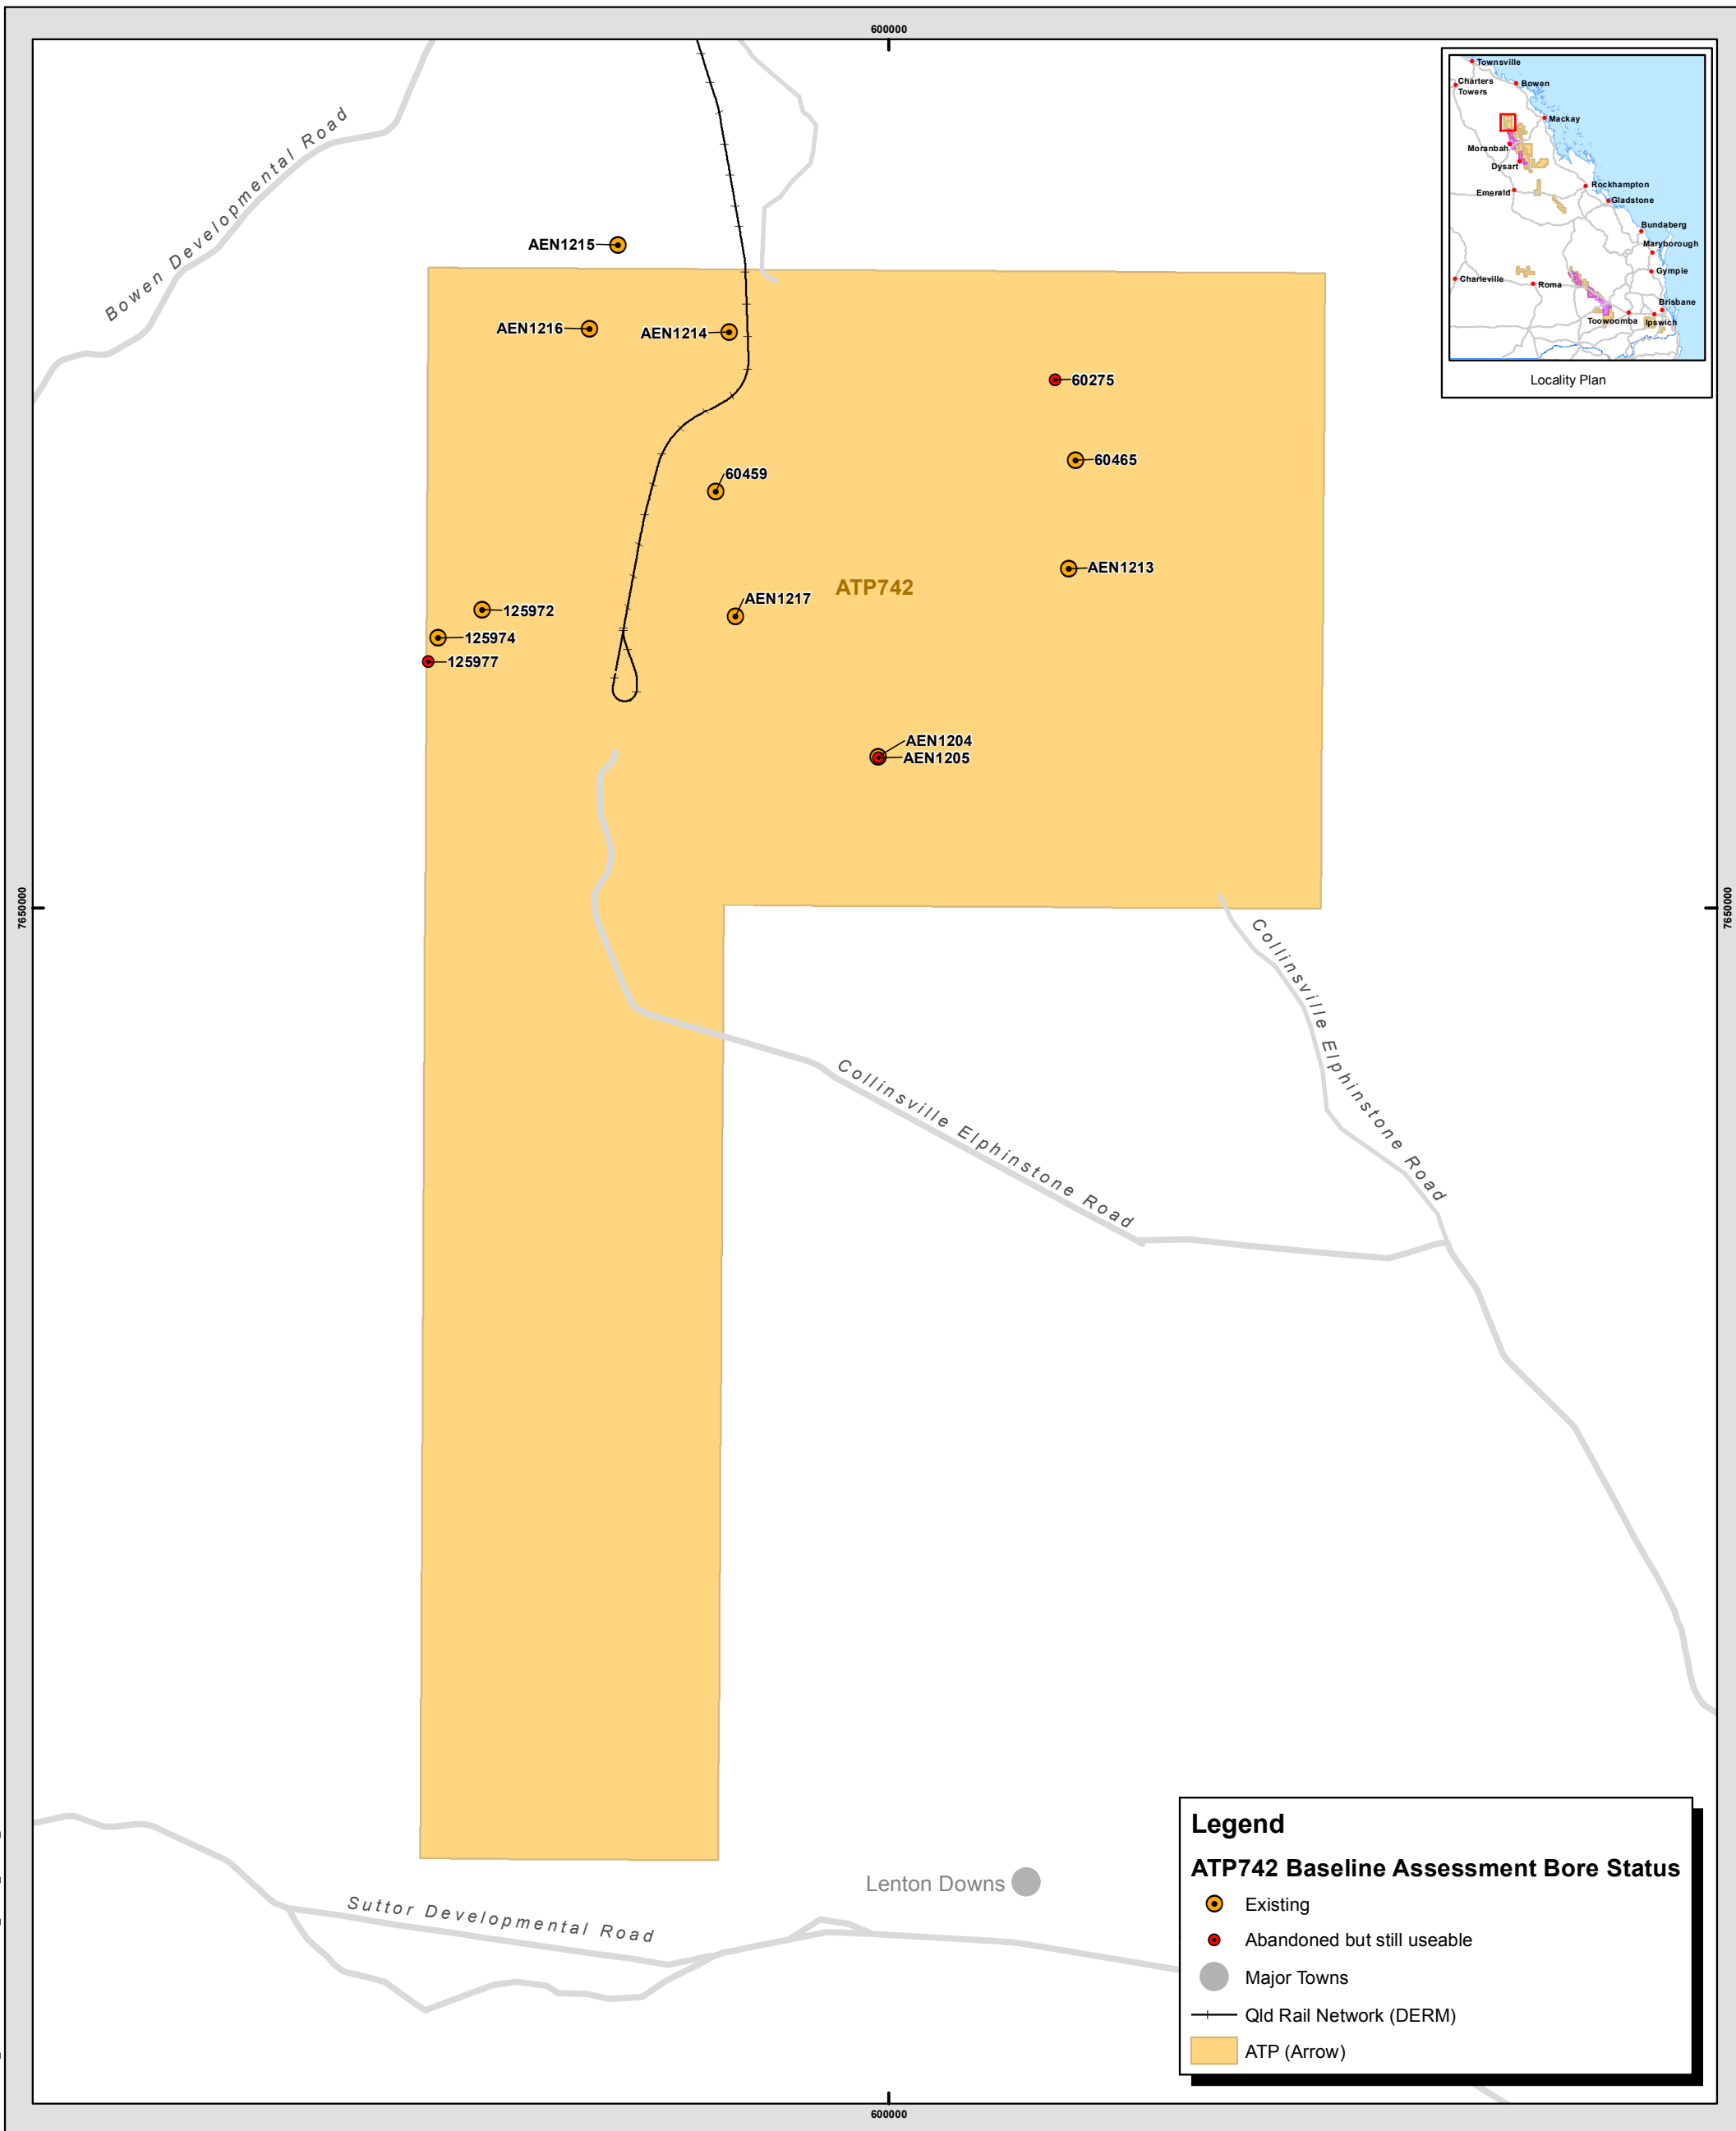 600000
Townsville
Charters
Towers
Bowen
Mackay
Moranbah
Dysart
Emerald
Rockhampton
Gladstone
Bundaberg
Maryborough
Gympie
Charleville
Roma
Brisbane
Toowoomba
Ipswich
Locality Plan
Bowen Developmental Road
AEN1215
AEN1216
AEN1214
60275
60465
60459
AEN1213
ATP742
AEN1217
125972
125974
125977
AEN1204
AEN1205
7650000
7650000
Collinsville Elphinstone Road
Collinsville Elphinstone Road
Lenton Downs
Suttor Developmental Road
Legend
ATP742 Baseline Assessment Bore Status
Existing
Abandoned but still useable
Major Towns
Qld Rail Network (DERM)
ATP (Arrow)
600000